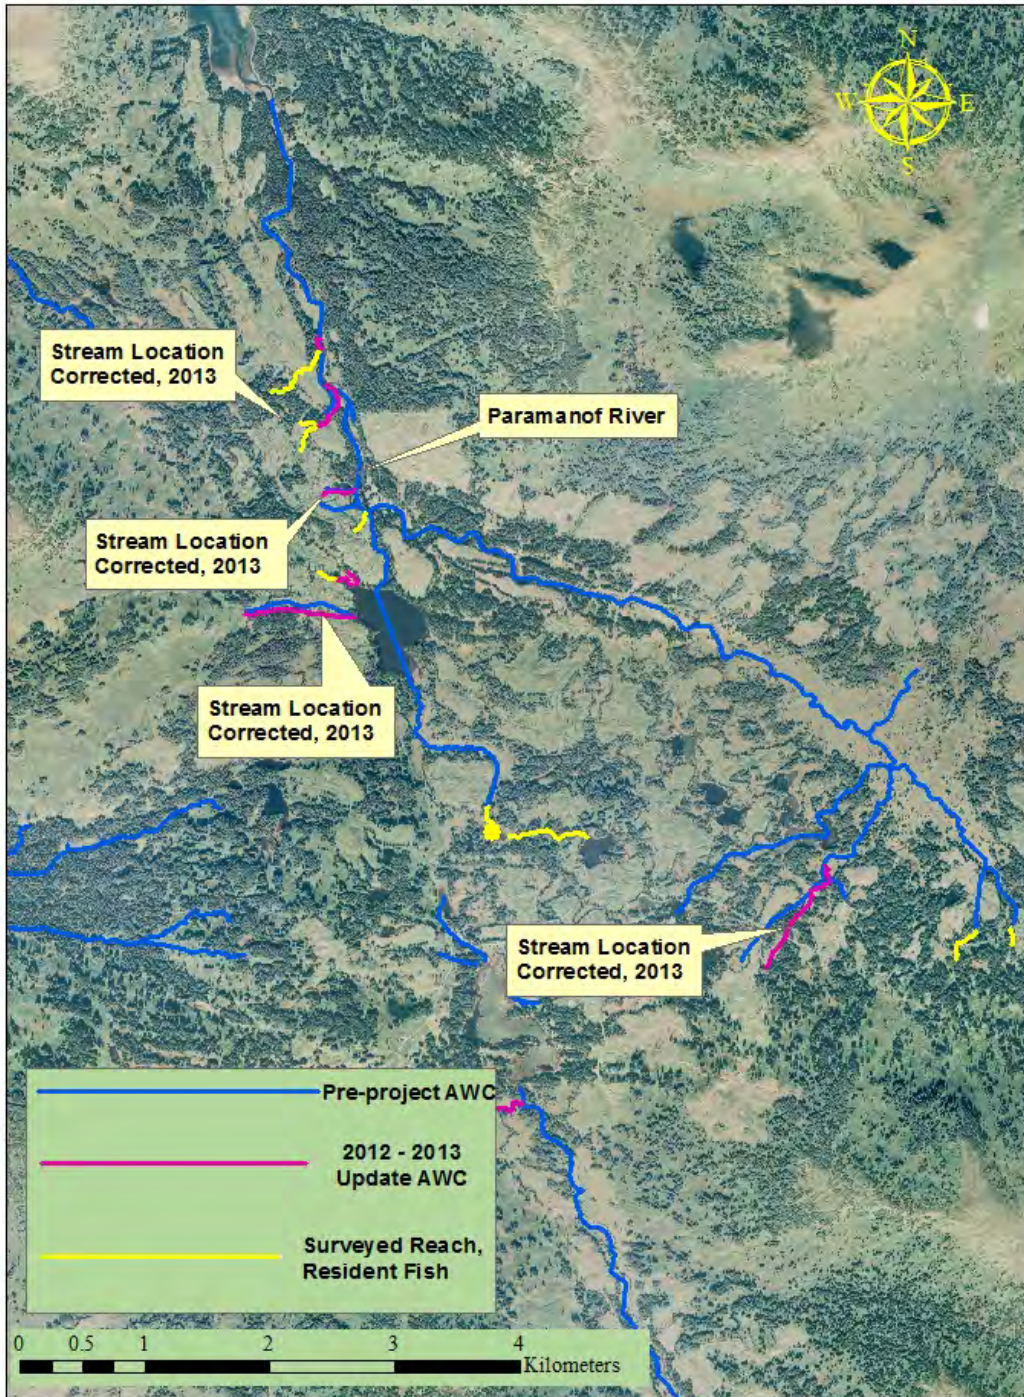 N
W E
S
Stream Location
Corrected, 2013
Paramanof River
Stream Location
Corrected, 2013
Stream Location
Corrected, 2013
Stream Location
Corrected, 2013
Pre-project AWC
2012 - 2013
Update AWC
Surveyed Reach,
Resident Fish
0 0.5 1 2 3 4
Kilometers